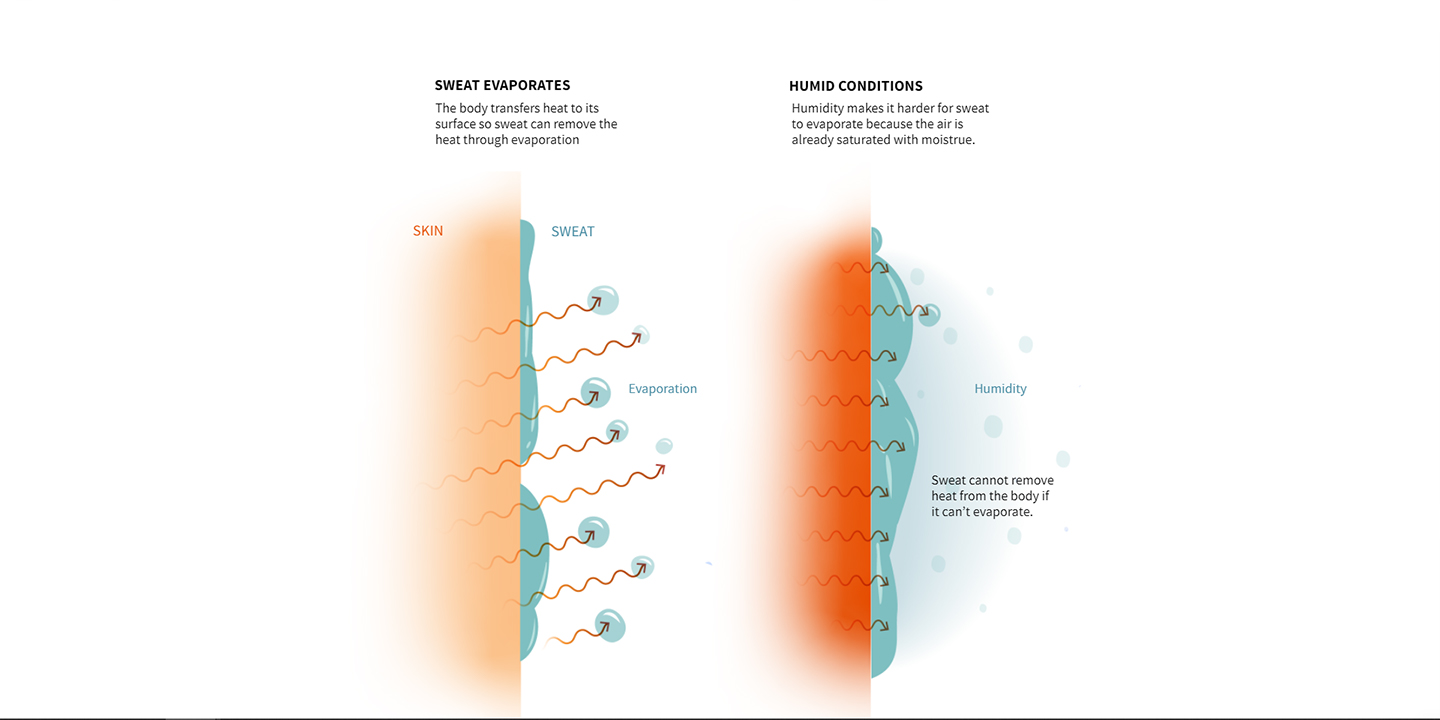 SWEAT EVAPORATES
The body transfers heat to its
surface so sweat can remove the
heat through evaporation
HUMID CONDITIONS
Humidity makes it harder for sweat
to evaporate because the air is
already saturated with moistrue.
SKIN
SWEAT
Evaporation
Humidity
Sweat cannot remove
heat from the body if
it can't evaporate.